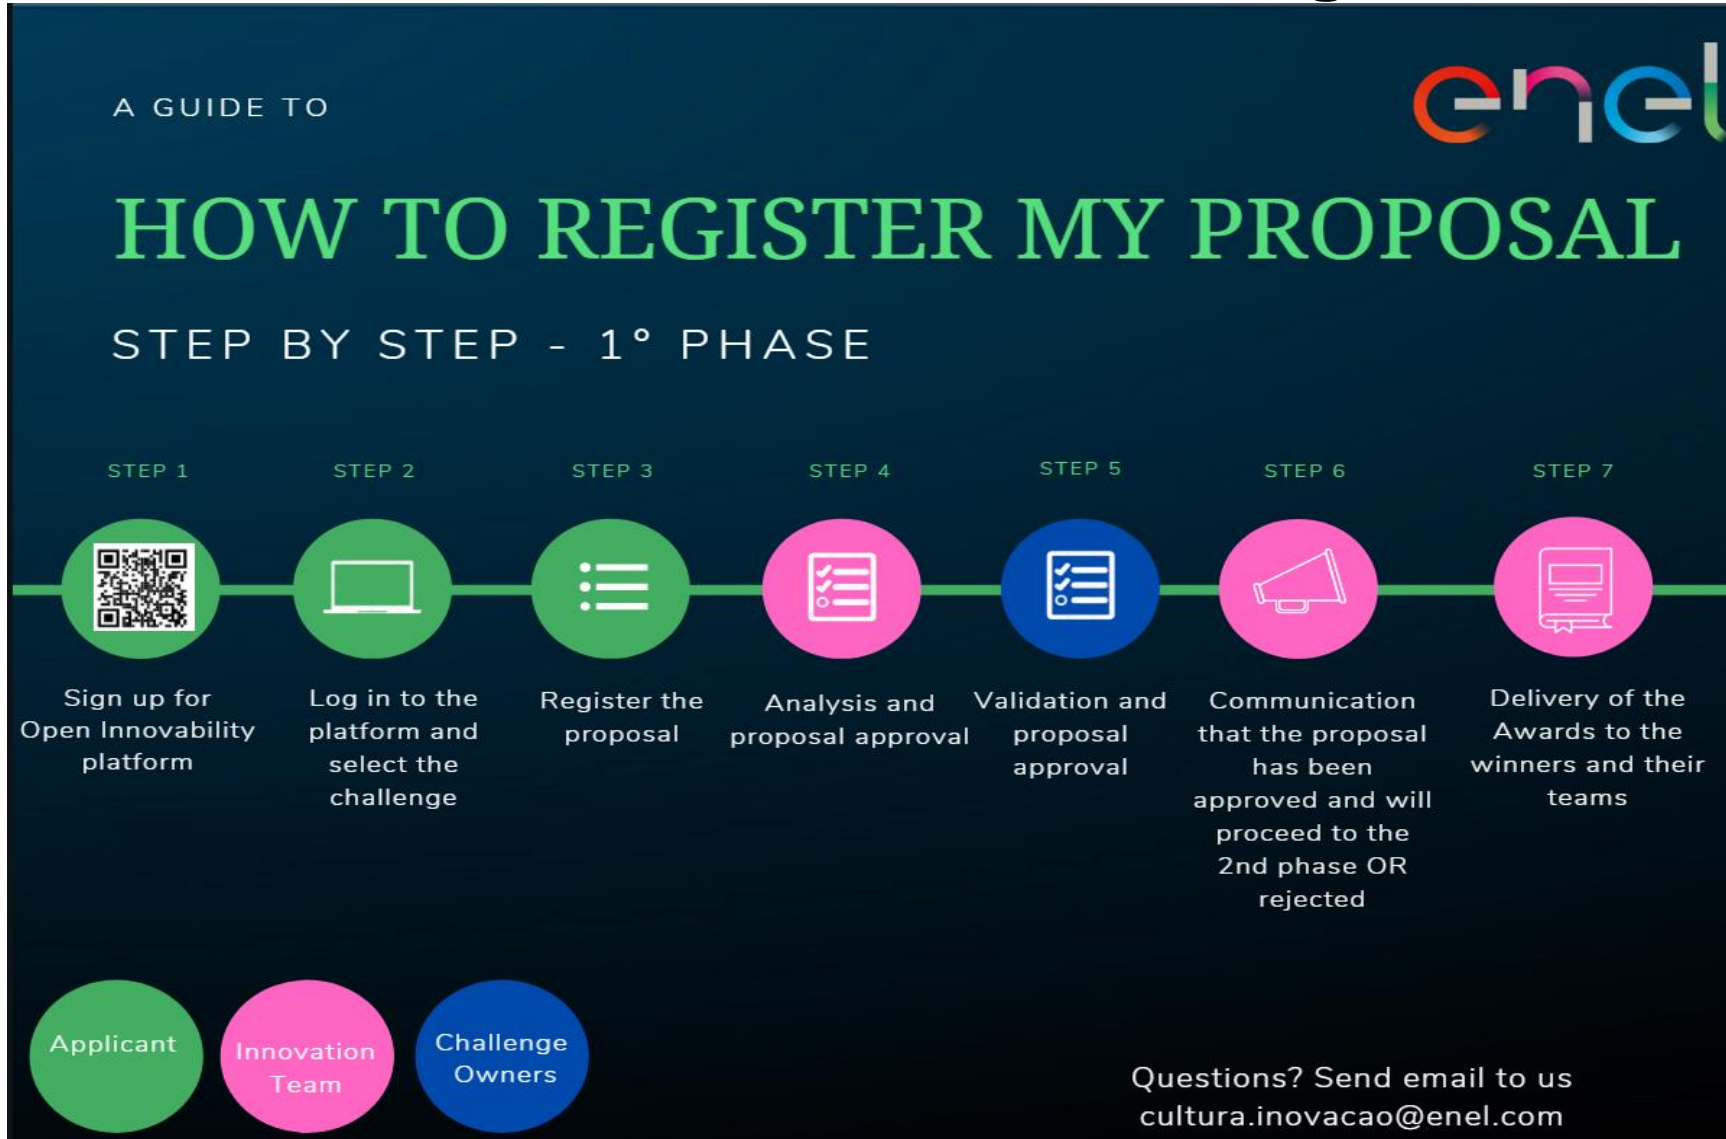 A GUIDE TO
enel
HOW TO REGISTER MY PROPOSAL
STEP BY STEP - 1° PHASE
STEP 1
Sign up for
Open Innovability
platform
STEP 2
Log in to the
platform and
select the
challenge
STEP 3
Register the
proposal
STEP 4
Analysis and
proposal approval
STEP 5
Validation and
proposal
approval
STEP 6
Communication
that the proposal
has been
approved and will
proceed to the
2nd phase OR
rejected
STEP 7
Delivery of the
Awards to the
winners and their
teams
Applicant
Innovation
Team
Challenge
Owners
Questions? Send email to us
cultura.inovacao@enel.com